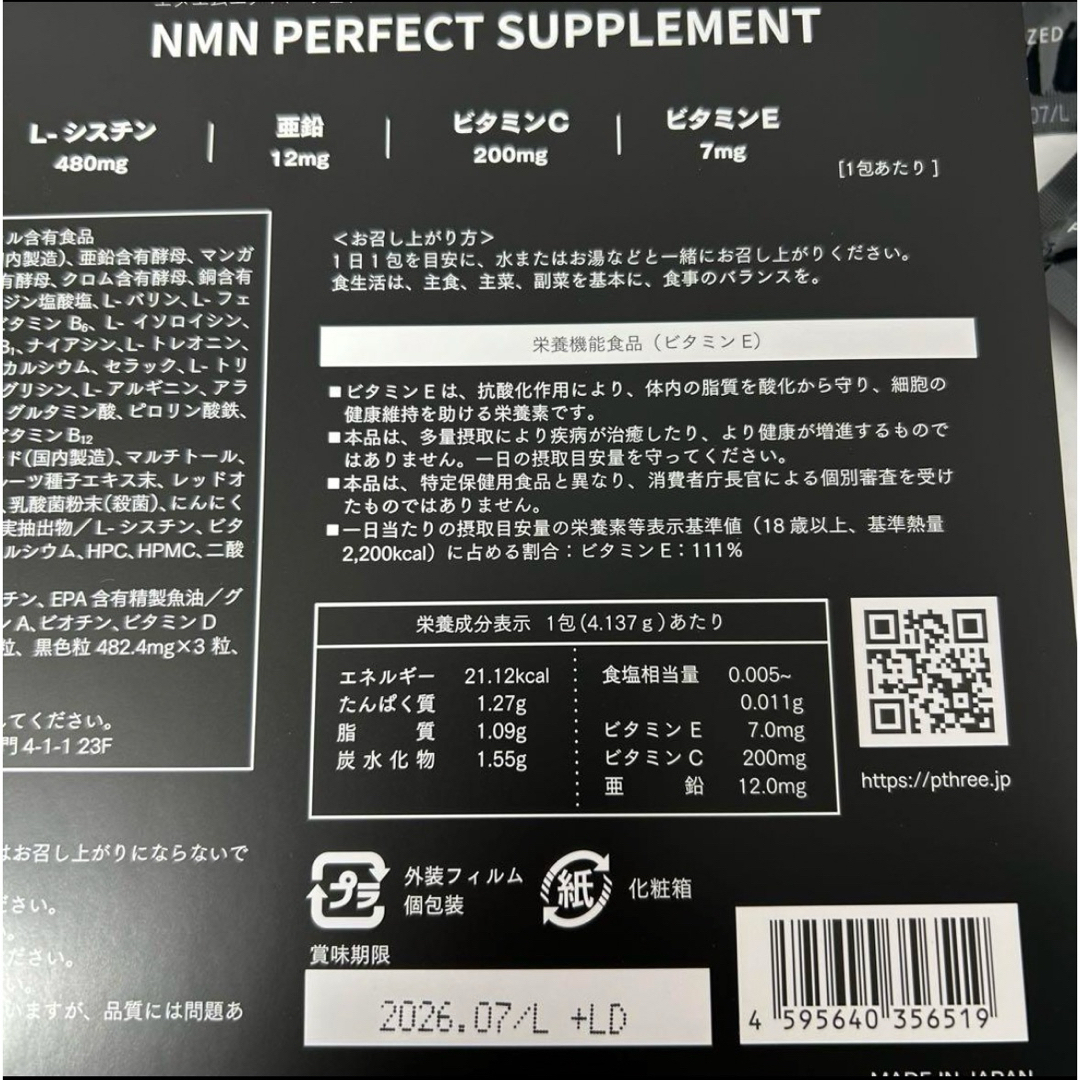 NMN PERFECT SUPPLEMENT
ZED
07/L
L-シスチン
480mg
亜鉛
12mg
ビタミンC
200mg
ビタミンE
7mg
[1包あたり]
ル含有食品
内製造)、亜鉛含有酵母、マンガ
有酵母、クロム含有酵母、銅含有
ジン塩酸塩、L-バリン、L-フェ
ビタミンB₆、L-イソロイシン、
B₁、ナイアシン、L-トレオニン、
カルシウム、セラック、L-トリ
グリシン、L-アルギニン、アラ
グルタミン酸、ピロリン酸鉄、
ビタミンB₁₂
ド(国内製造)、マルチトール、
ルーツ種子エキス末、レッドオ
、乳酸菌粉末(殺菌)、にんにく
実抽出物/L-シスチン、ビタ
ルシウム、HPC、HPMC、二酸
チン、EPA含有精製魚油/グ
ンA、ビオチン、ビタミンD
粒、黒色粒482.4mg×3粒、
てください。
門4-1-1 23F
<お召し上がり方>
1日1包を目安に、水またはお湯などと一緒にお召し上がりください。
食生活は、主食、主菜、副菜を基本に、食事のバランスを。
栄養機能食品(ビタミンE)
■ビタミンEは、抗酸化作用により、体内の脂質を酸化から守り、細胞の
健康維持を助ける栄養素です。
■本品は、多量摂取により疾病が治癒したり、より健康が増進するもので
はありません。一日の摂取目安量を守ってください。
■本品は、特定保健用食品と異なり、消費者庁長官による個別審査を受け
たものではありません。
■一日当たりの摂取目安量の栄養素等表示基準値(18歳以上、基準熱量
2,200kcal)に占める割合:ビタミンE:111%
栄養成分表示 1包(4.137g)あたり
エネルギー 21.12kcal
たんぱく質 1.27g
脂質 1.09g
炭水化物 1.55g
食塩相当量 0.005~
0.011g
ビタミンE 7.0mg
ビタミンC 200mg
亜鉛 12.0mg
https://pthree.jp
はお召し上がりにならないで
ださい。
ださい。
い。
いますが、品質には問題あ
プラ
外装フィルム
個包装
紙
化粧箱
賞味期限
2026.07/L +LD
4 595640 356519
MADE IN JAPAN